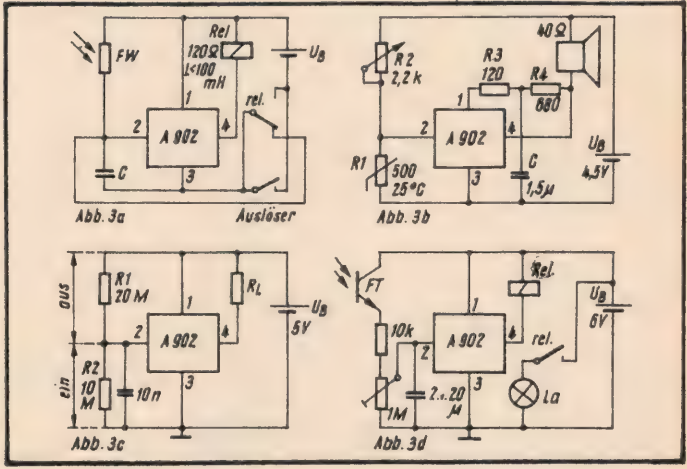 FW
Rel
120Ω
L<100
mH
U_B
1
rel.
2
A 902
4
C
3
Abb. 3a
Auslöser
40Ω
R2
2,2 k
R3
120
R4
680
1
2
A 902
4
R1
500
25°C
3
C
1,5µ
U_B
4,5V
Abb. 3b
aus
R1
20 M
1
R_L
U_B
5V
2
A 902
4
ein
R2
10
M
10n
3
Abb. 3c
FT
1
Rel.
U_B
6V
10k
2
A 902
4
rel.
1M
2...20
µ
3
La
Abb. 3d